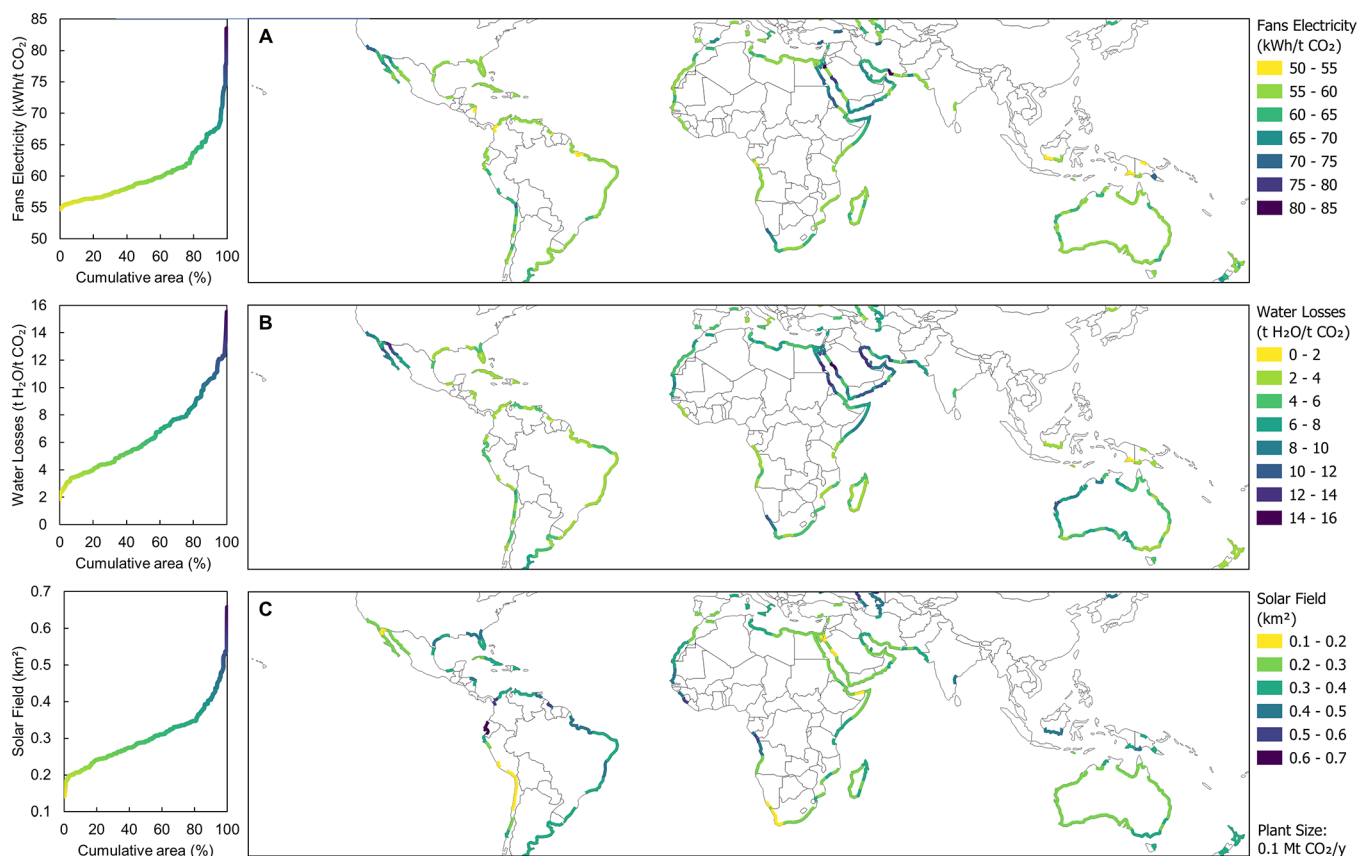 85
80
75
70
65
60
55
50
0 20 40 60 80 100
Fans Electricity (kWh/t CO₂)
Cumulative area (%)
A
Fans Electricity
(kWh/t CO₂)
50 - 55
55 - 60
60 - 65
65 - 70
70 - 75
75 - 80
80 - 85
16
14
12
10
8
6
4
2
0
0 20 40 60 80 100
Water Losses (t H₂O/t CO₂)
Cumulative area (%)
B
Water Losses
(t H₂O/t CO₂)
0 - 2
2 - 4
4 - 6
6 - 8
8 - 10
10 - 12
12 - 14
14 - 16
0.7
0.6
0.5
0.4
0.3
0.2
0.1
0 20 40 60 80 100
Solar Field (km²)
Cumulative area (%)
C
Solar Field
(km²)
0.1 - 0.2
0.2 - 0.3
0.3 - 0.4
0.4 - 0.5
0.5 - 0.6
0.6 - 0.7
Plant Size:
0.1 Mt CO₂/y